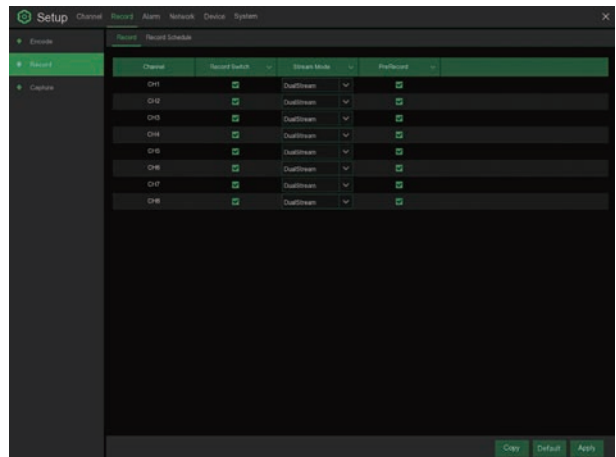 Setup Channel Record Alarm Network Device System
Encode
Record
Capture
Record Record Schedule
Channel Record Switch Stream Mode PreRecord
CH1 DualStream
CH2 DualStream
CH3 DualStream
CH4 DualStream
CH5 DualStream
CH6 DualStream
CH7 DualStream
CH8 DualStream
Copy Default Apply